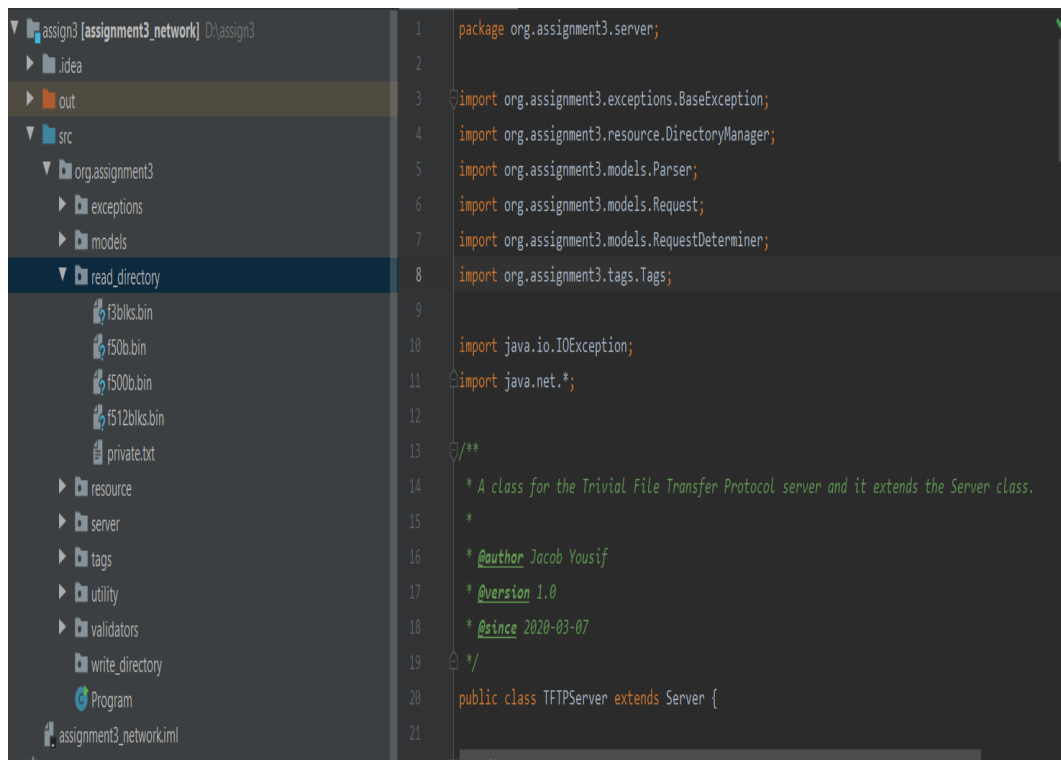 assign3 [assignment3_network] D:\assign3
.idea
out
src
org.assignment3
exceptions
models
read_directory
f3blks.bin
f50b.bin
f500b.bin
f512blks.bin
private.txt
resource
server
tags
utility
validators
write_directory
Program
assignment3_network.iml
1 package org.assignment3.server;
2
3 import org.assignment3.exceptions.BaseException;
4 import org.assignment3.resource.DirectoryManager;
5 import org.assignment3.models.Parser;
6 import org.assignment3.models.Request;
7 import org.assignment3.models.RequestDeterminer;
8 import org.assignment3.tags.Tags;
9
10 import java.io.IOException;
11 import java.net.*;
12
13 /**
14 * A class for the Trivial File Transfer Protocol server and it extends the Server class.
15 *
16 * @author Jacob Yousif
17 * @version 1.0
18 * @since 2020-03-07
19 */
20 public class TFTPServer extends Server {
21